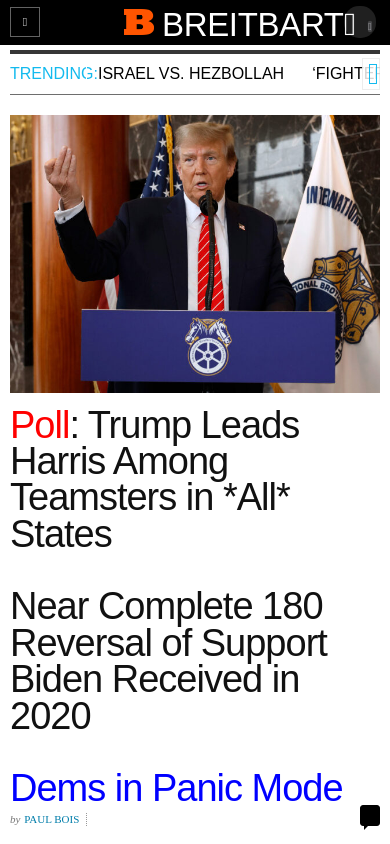 BREITBART
TRENDING:
ISRAEL VS. HEZBOLLAH
‘FIGHT
INTERNATIONAL
Poll: Trump Leads
Harris Among
Teamsters in *All*
States
Near Complete 180
Reversal of Support
Biden Received in
2020
Dems in Panic Mode
by PAUL BOIS